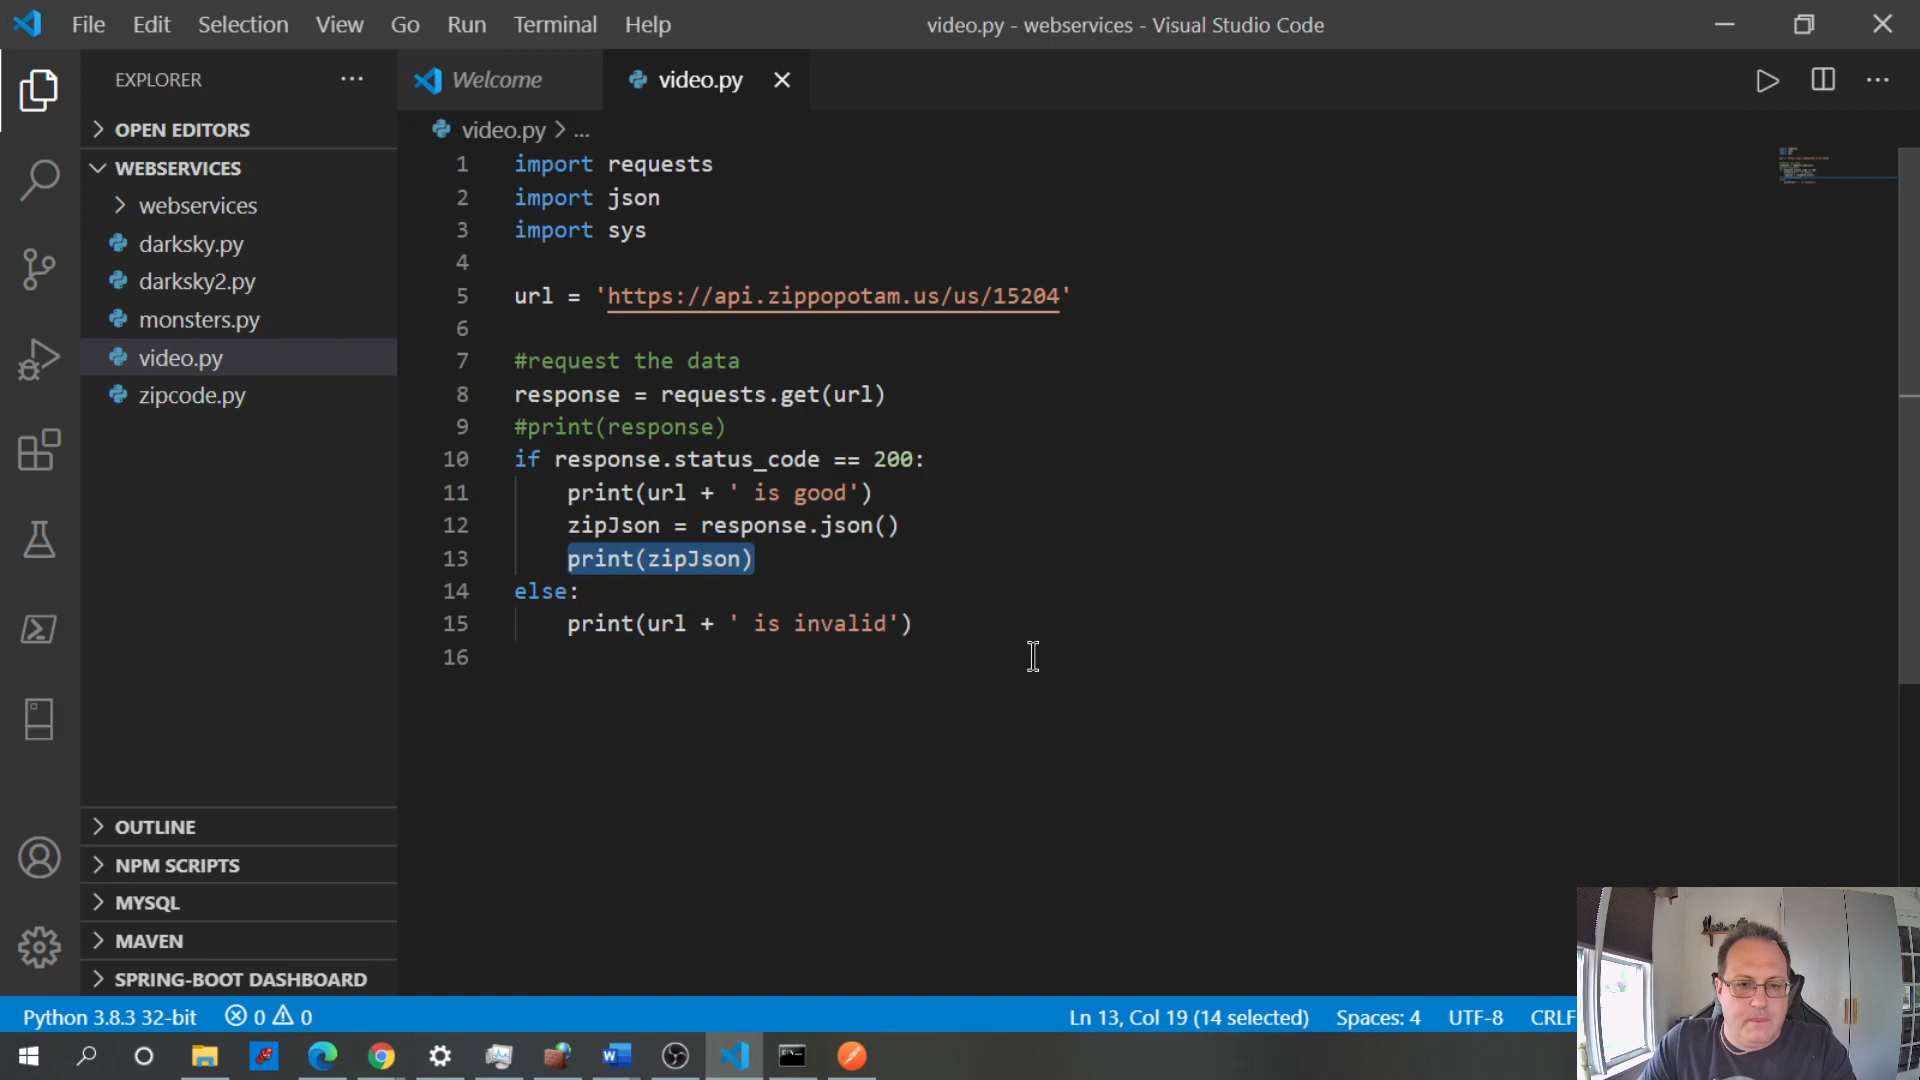 File Edit Selection View Go Run Terminal Help
video.py - webservices - Visual Studio Code
EXPLORER
Welcome
video.py
OPEN EDITORS
video.py > ...
WEBSERVICES
webservices
darksky.py
darksky2.py
monsters.py
video.py
zipcode.py
1 import requests
2 import json
3 import sys
4
5 url = 'https://api.zippopotam.us/us/15204'
6
7 #request the data
8 response = requests.get(url)
9 #print(response)
10 if response.status_code == 200:
11 print(url + ' is good')
12 zipJson = response.json()
13 print(zipJson)
14 else:
15 print(url + ' is invalid')
16
OUTLINE
NPM SCRIPTS
MYSQL
MAVEN
SPRING-BOOT DASHBOARD
Python 3.8.3 32-bit 0 0 Ln 13, Col 19 (14 selected) Spaces: 4 UTF-8 CRLF